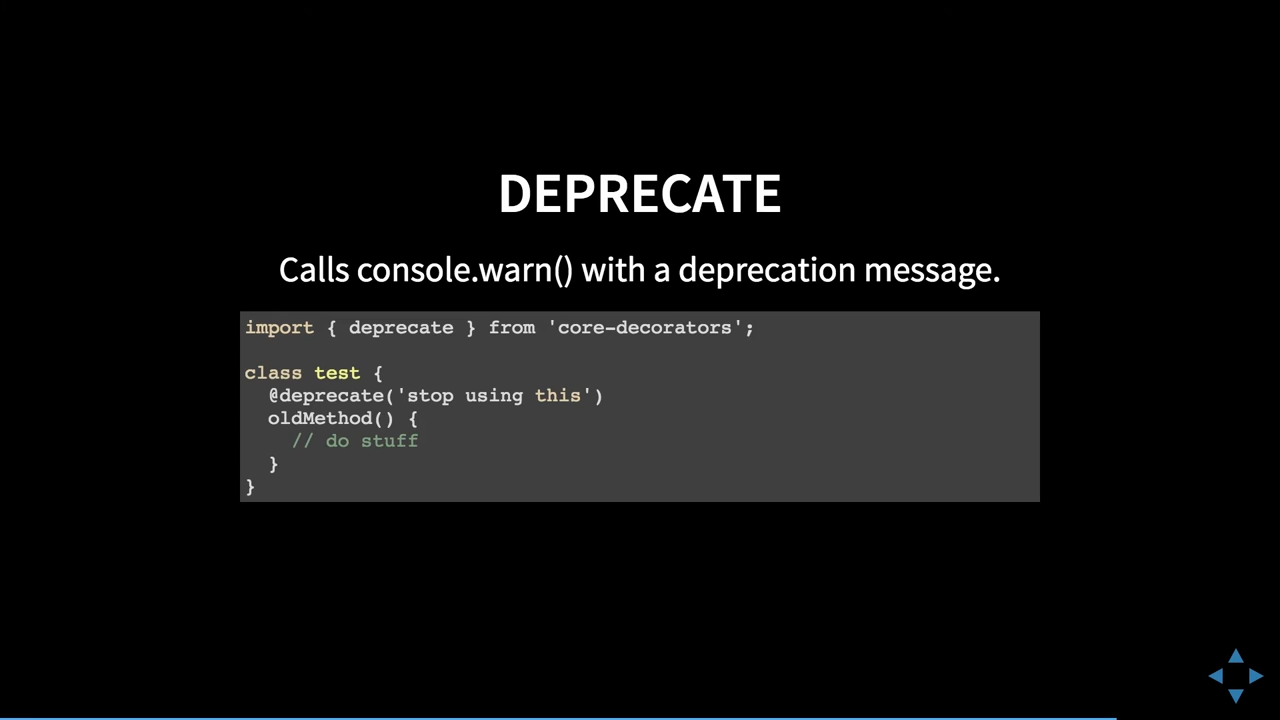 DEPRECATE
Calls console.warn() with a deprecation message.
import { deprecate } from 'core-decorators';
class test {
  @deprecate('stop using this')
  oldMethod() {
    // do stuff
  }
}